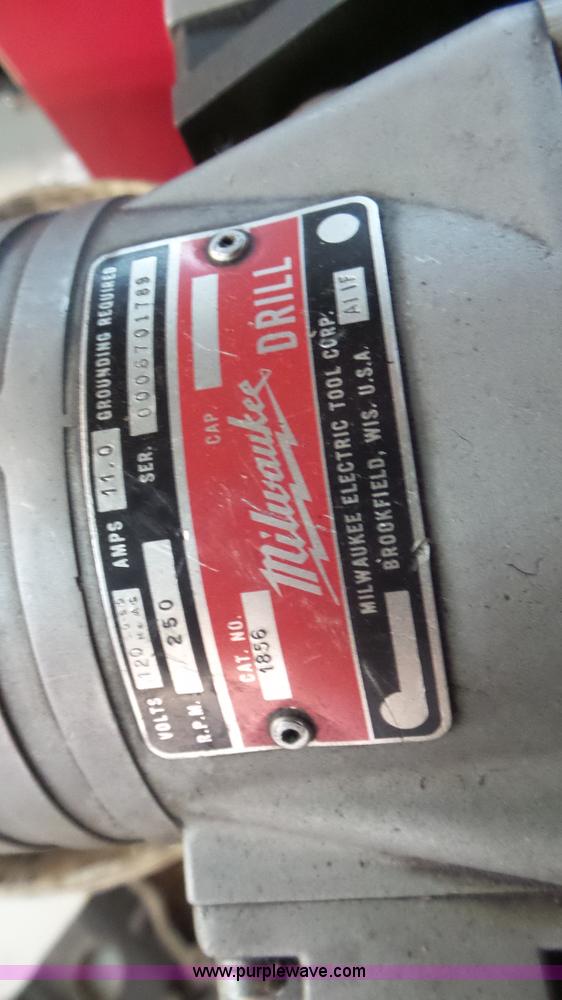 VOLTS 120 AMPS 11.0 GROUNDING REQUIRED
R.P.M. 250 SER. 0006701789
CAT. NO. 1856 CAP.
Milwaukee DRILL
MILWAUKEE ELECTRIC TOOL CORP.
BROOKFIELD, WIS. U.S.A. A11F
www.purplewave.com